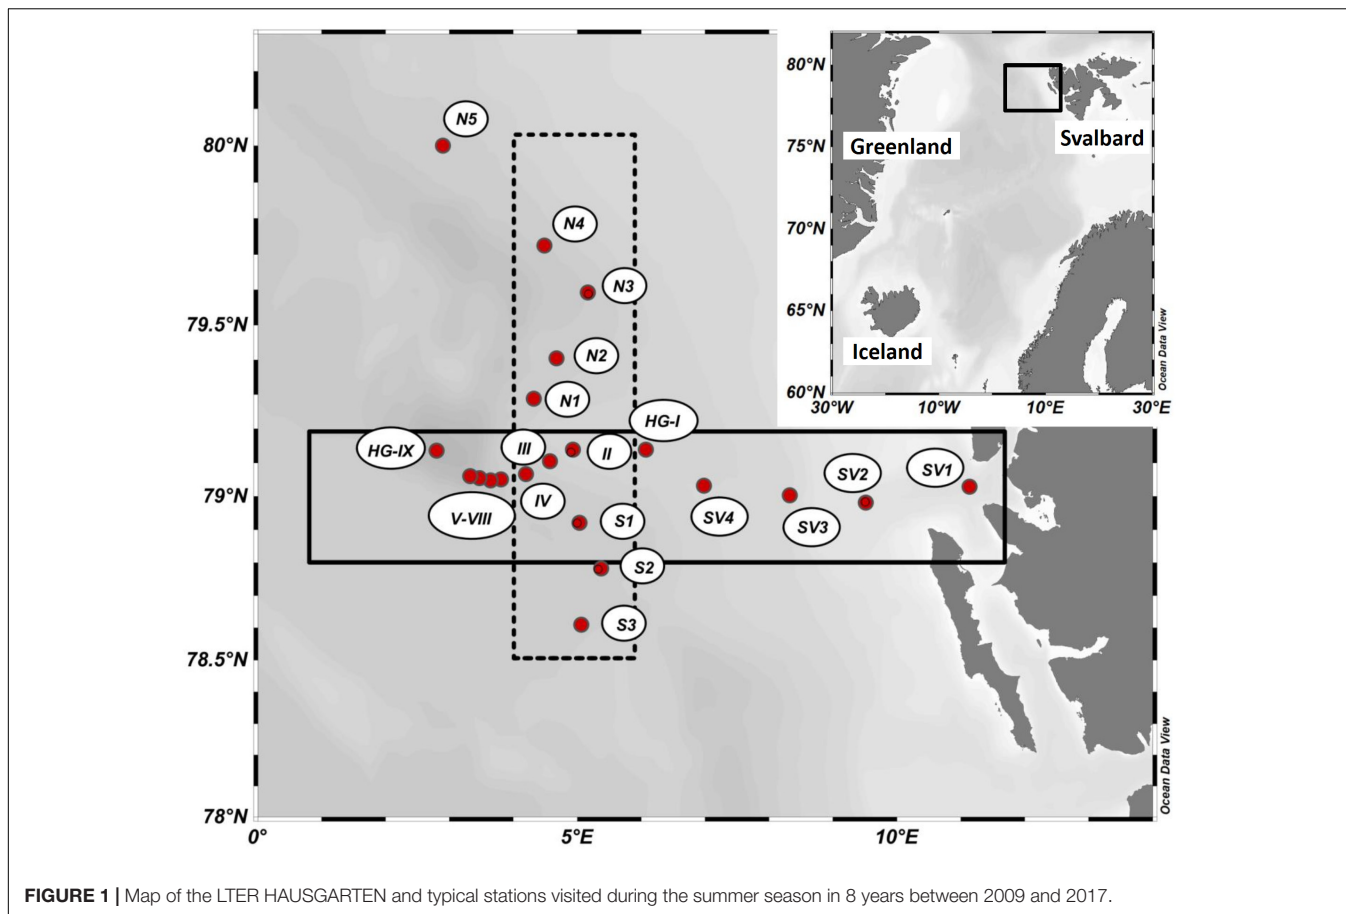 80°N
79.5°N
79°N
78.5°N
78°N
0°
5°E
10°E
N5
N4
N3
N2
N1
HG-I
HG-IX
III
II
IV
V-VIII
S1
S2
S3
SV4
SV3
SV2
SV1
Ocean Data View
80°N
75°N
70°N
65°N
60°N
30°W
10°W
10°E
30°E
Greenland
Svalbard
Iceland
Ocean Data View
FIGURE 1 | Map of the LTER HAUSGARTEN and typical stations visited during the summer season in 8 years between 2009 and 2017.